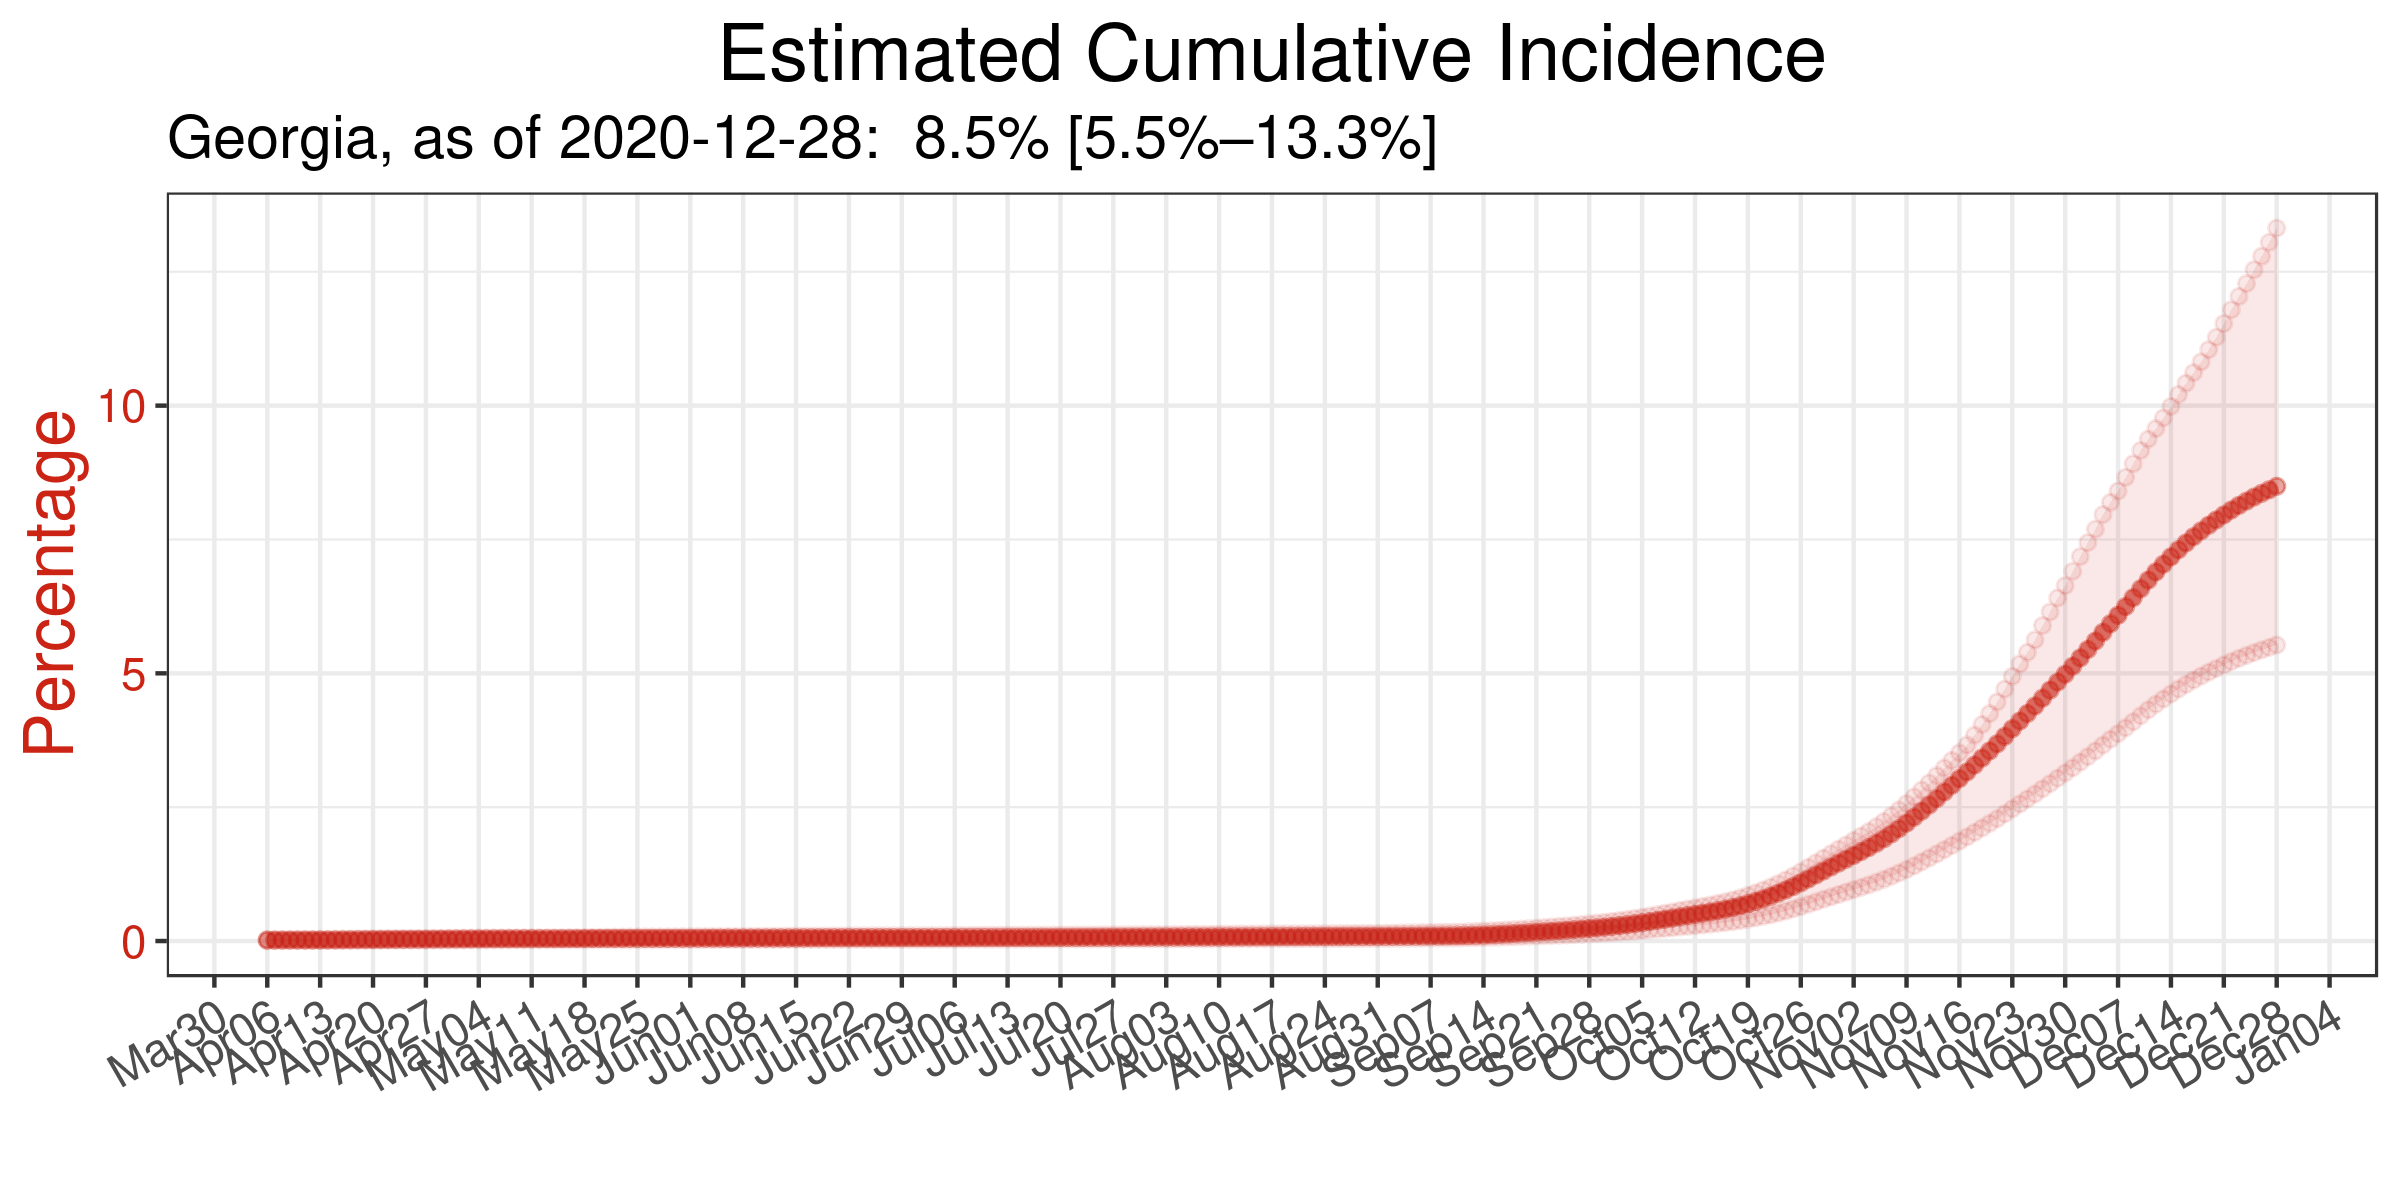 Estimated Cumulative Incidence
Georgia, as of 2020-12-28:  8.5% [5.5%–13.3%]
Percentage
10
5
0
Mar30
Apr06
Apr13
Apr20
Apr27
May04
May11
May18
May25
Jun01
Jun08
Jun15
Jun22
Jun29
Jul06
Jul13
Jul20
Jul27
Aug03
Aug10
Aug17
Aug24
Aug31
Sep07
Sep14
Sep21
Sep28
Oct05
Oct12
Oct19
Oct26
Nov02
Nov09
Nov16
Nov23
Nov30
Dec07
Dec14
Dec21
Dec28
Jan04